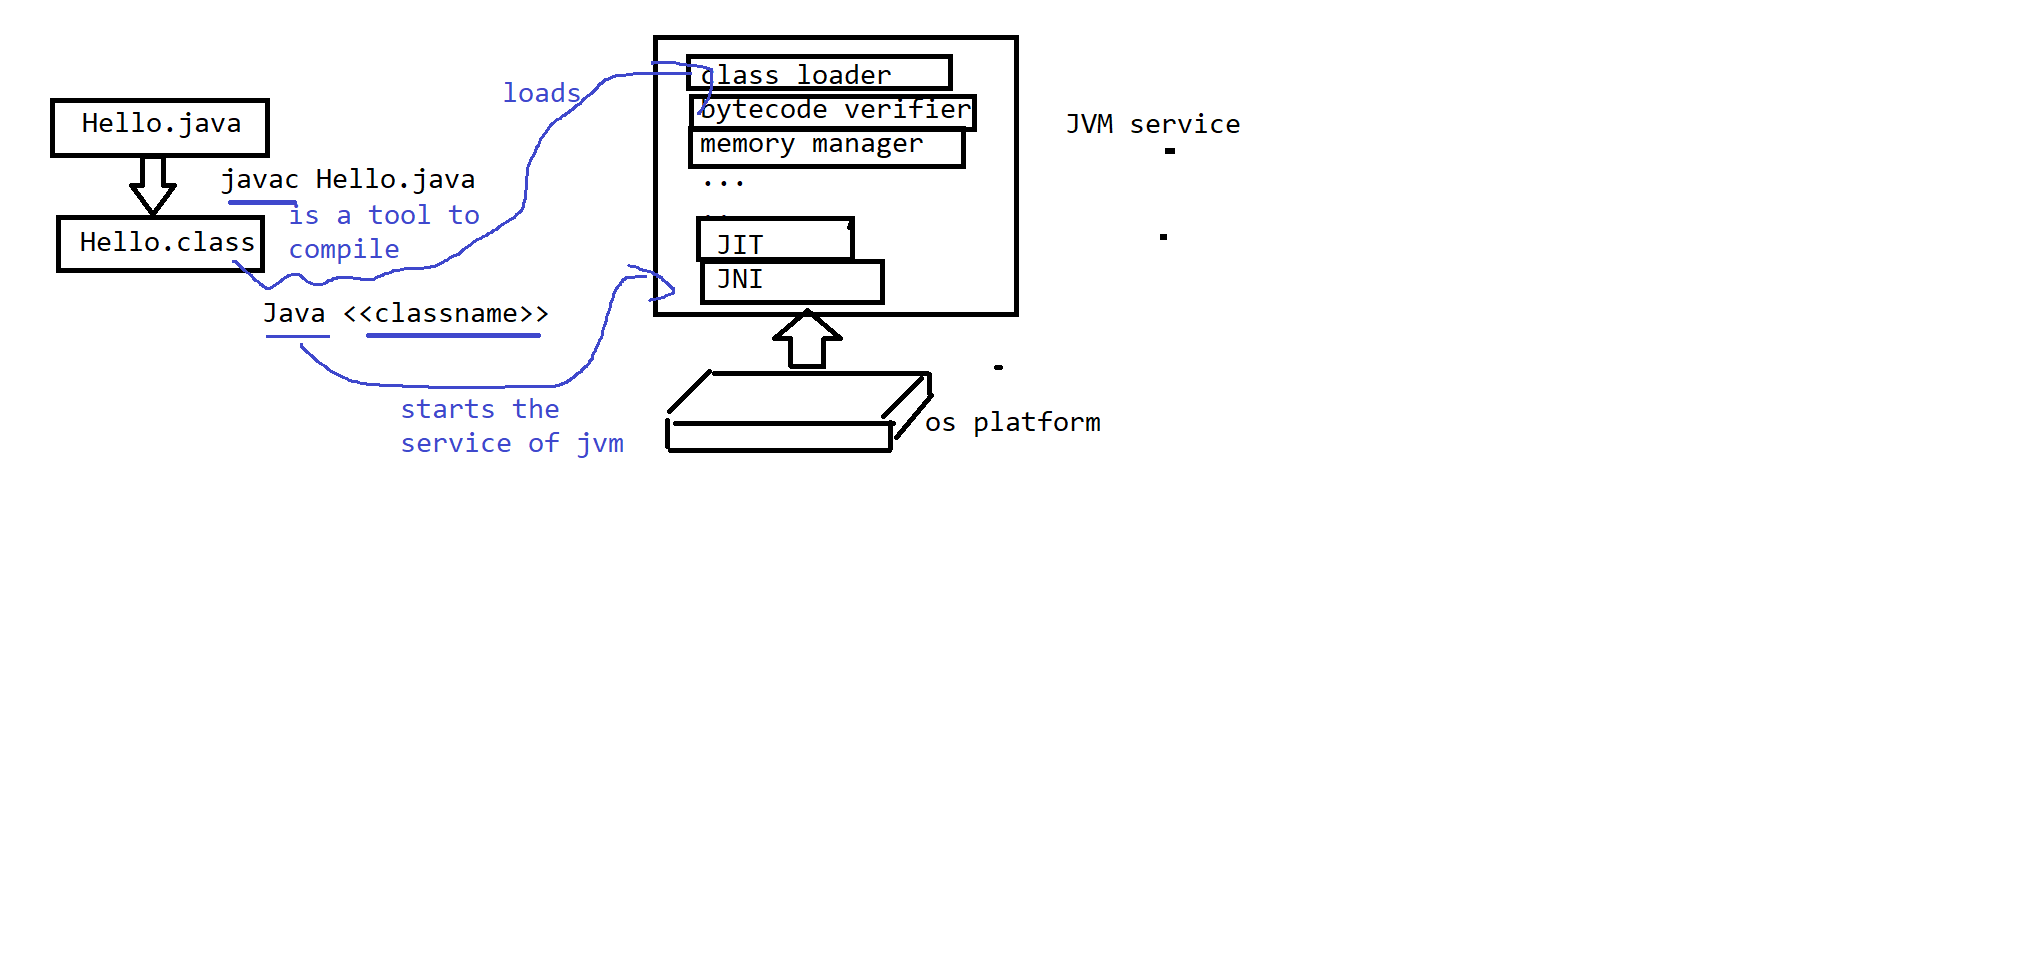 Hello.java
javac Hello.java
is a tool to
compile
Hello.class
Java <<classname>>
starts the
service of jvm
loads
class loader
bytecode verifier
memory manager
...
..
JIT
JNI
JVM service
os platform